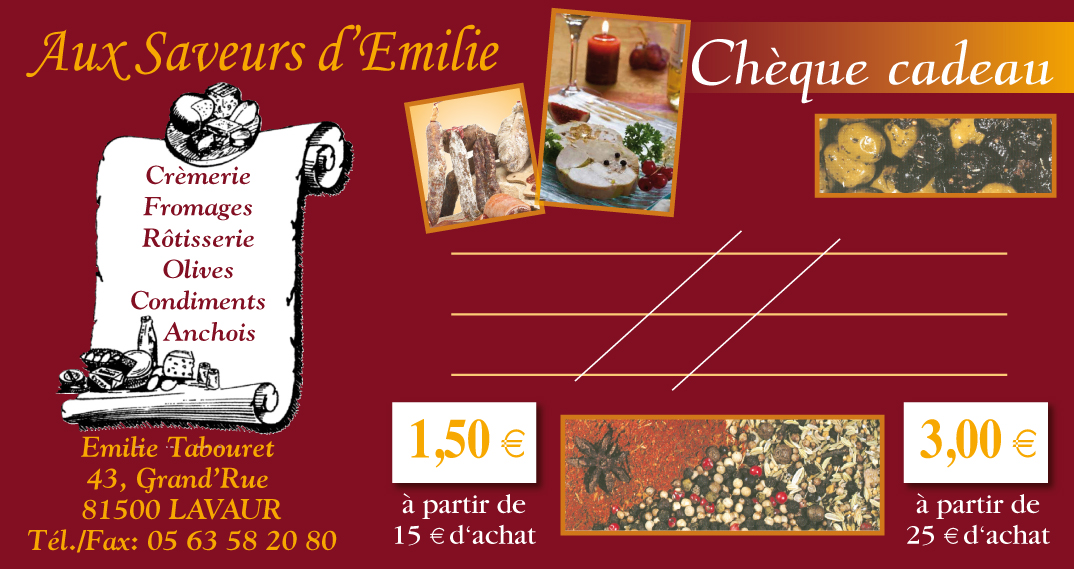 Aux Saveurs d'Emilie
Chèque cadeau
Crèmerie
Fromages
Rôtisserie
Olives
Condiments
Anchois
Emilie Tabouret
43, Grand'Rue
81500 LAVAUR
Tél./Fax: 05 63 58 20 80
1,50 €
à partir de
15 € d‘achat
3,00 €
à partir de
25 € d‘achat